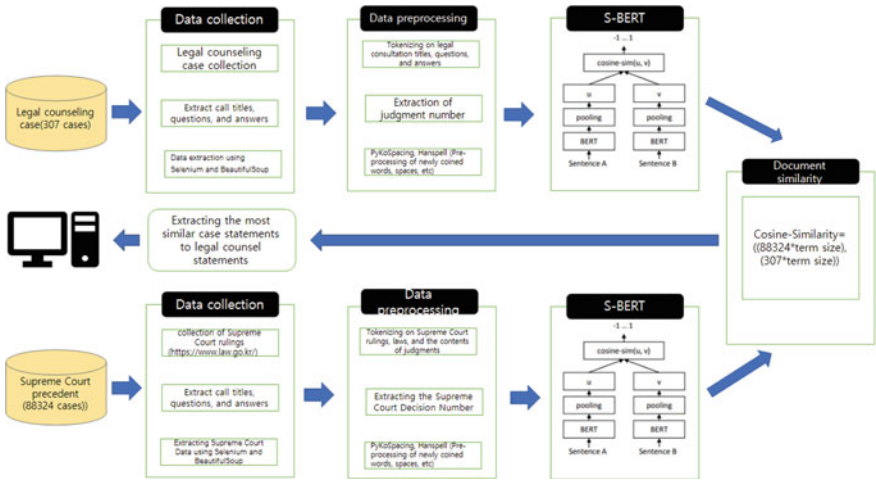 Data collection
Legal counseling
case collection
Extract call titles,
questions, and answers
Data extraction using
Selenium and BeautifulSoup
Legal counseling
case(307 cases)
Data preprocessing
Tokenizing on legal
consultation titles, questions,
and answers
Extraction of
judgment number
PyKoSpacing, Hanspell (Pre-
processing of newly coined
words, spaces, etc)
S-BERT
-1 ... 1
cosine-sim(u, v)
u v
pooling pooling
BERT BERT
Sentence A Sentence B
Document
similarity
Cosine-Similarity=
((88324*term size),
(307*term size))
Extracting the most
similar case statements
to legal counsel
statements
Data collection
collection of Supreme
Court rulings
(https://www.law.go.kr/)
Extract call titles,
questions, and answers
Extracting Supreme Court
Data using Selenium and
BeautifulSoup
Supreme Court
precedent
(88324 cases))
Data
preprocessing
Tokenizing on Supreme Court
rulings, laws, and the contents
of judgments
Extracting the Supreme
Court Decision Number
PyKoSpacing, Hanspell (Pre-
processing of newly coined
words, spaces, etc)
S-BERT
-1 ... 1
cosine-sim(u, v)
u v
pooling pooling
BERT BERT
Sentence A Sentence B